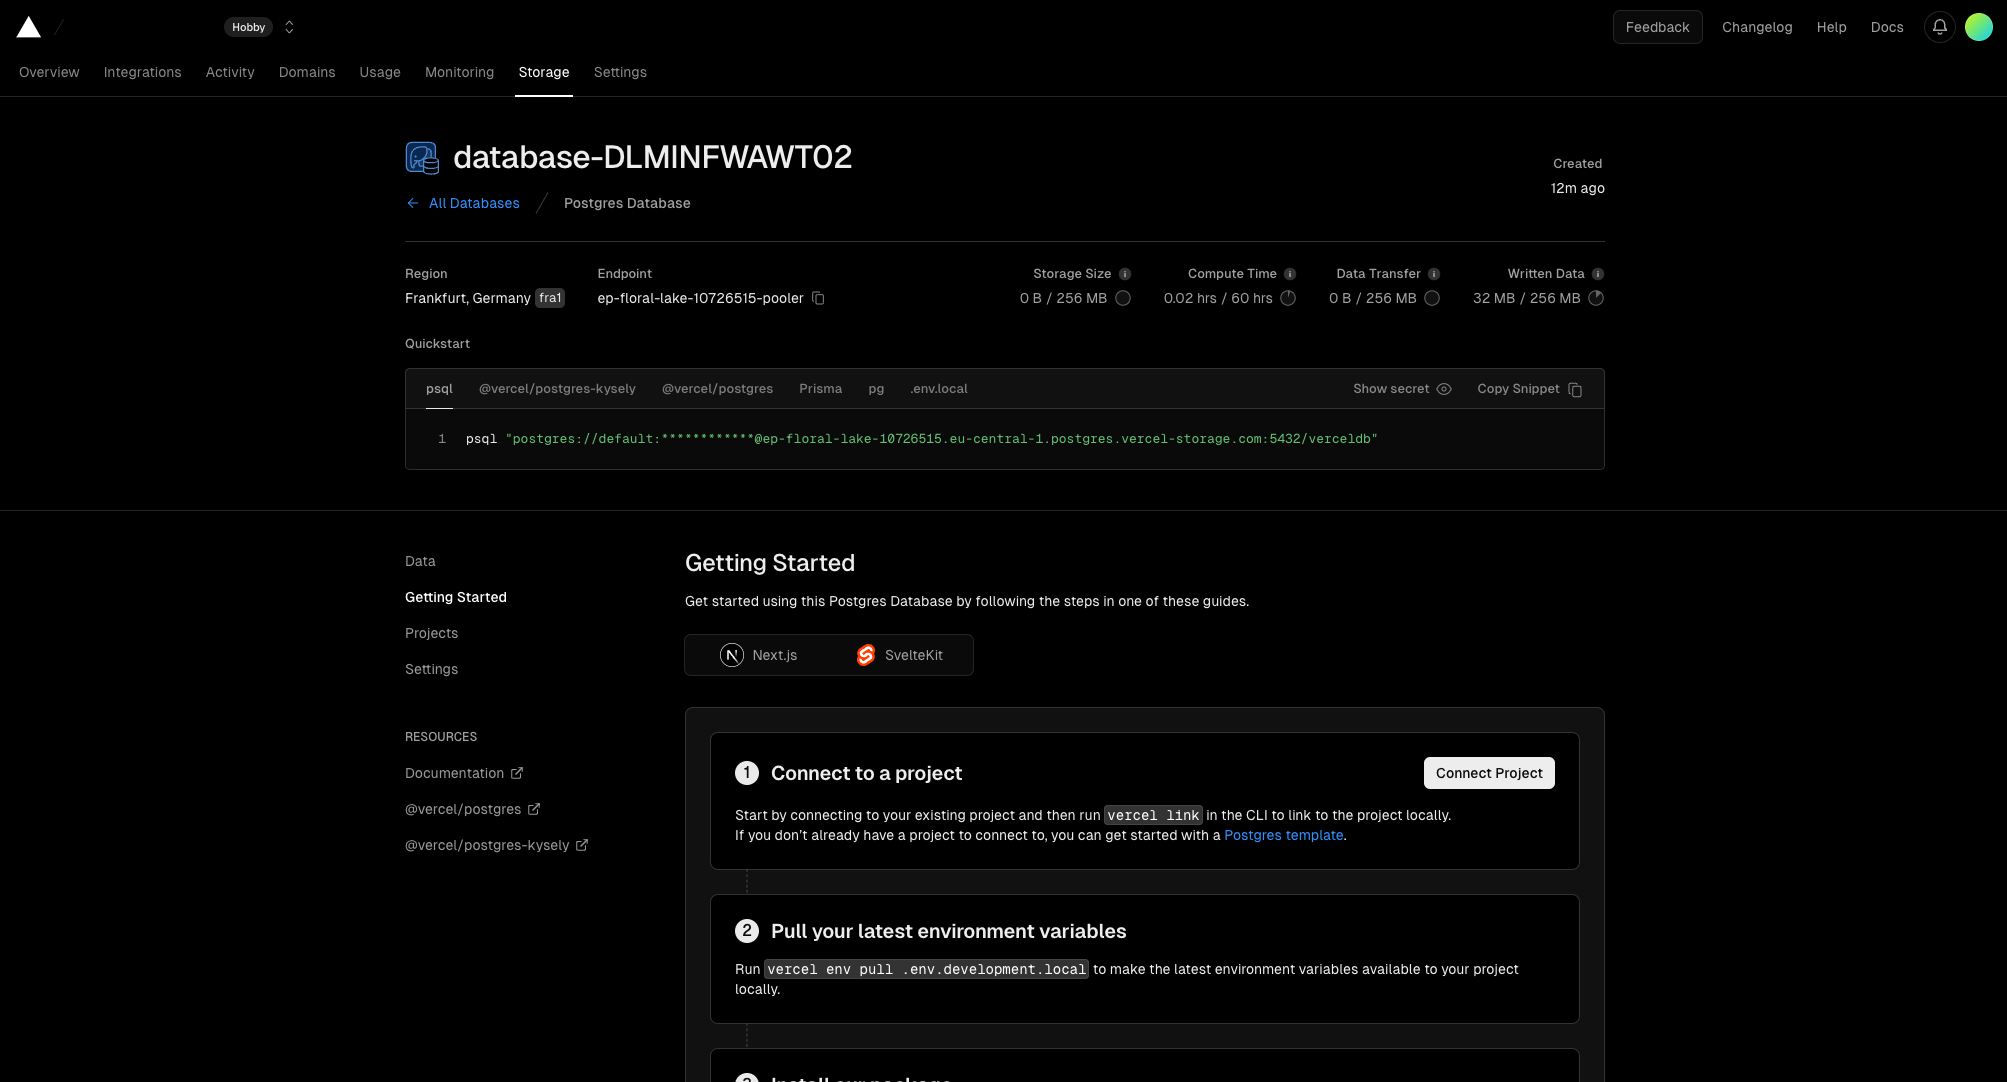 Hobby
Feedback Changelog Help Docs
Overview Integrations Activity Domains Usage Monitoring Storage Settings
database-DLMINFWAWT02
Created
12m ago
All Databases / Postgres Database
Region Endpoint Storage Size Compute Time Data Transfer Written Data
Frankfurt, Germany fra1 ep-floral-lake-10726515-pooler 0 B / 256 MB 0.02 hrs / 60 hrs 0 B / 256 MB 32 MB / 256 MB
Quickstart
psql @vercel/postgres-kysely @vercel/postgres Prisma pg .env.local Show secret Copy Snippet
1 psql "postgres://default:************@ep-floral-lake-10726515.eu-central-1.postgres.vercel-storage.com:5432/verceldb"
Data
Getting Started
Projects
Settings
RESOURCES
Documentation
@vercel/postgres
@vercel/postgres-kysely
Getting Started
Get started using this Postgres Database by following the steps in one of these guides.
Next.js SvelteKit
1 Connect to a project Connect Project
Start by connecting to your existing project and then run vercel link in the CLI to link to the project locally.
If you don't already have a project to connect to, you can get started with a Postgres template.
2 Pull your latest environment variables
Run vercel env pull .env.development.local to make the latest environment variables available to your project
locally.
3 Install our package